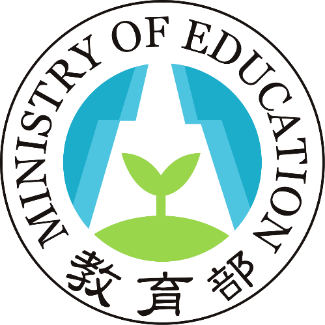 MINISTRY OF EDUCATION
教育部